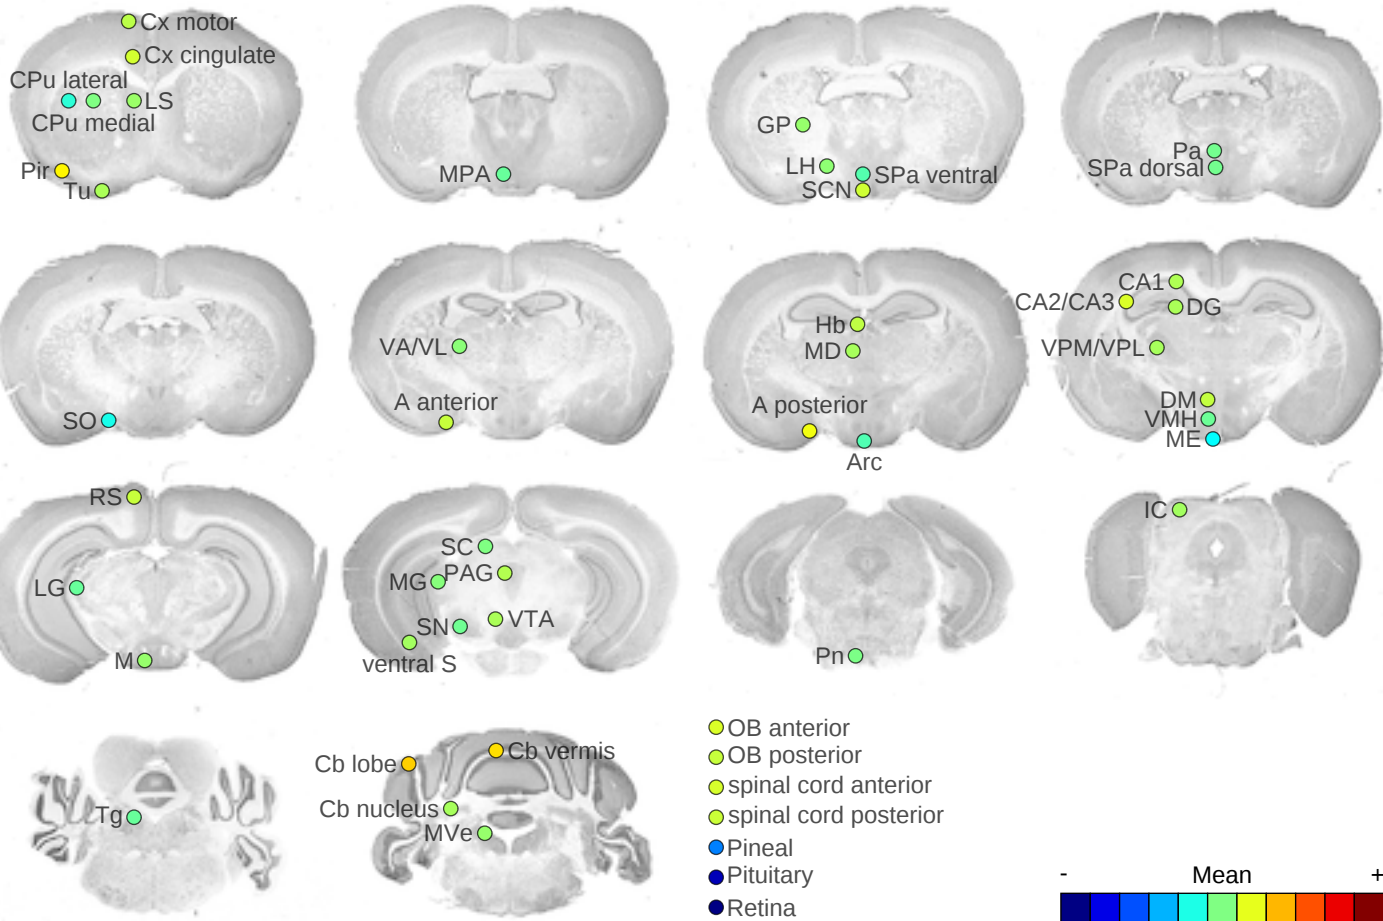 Cx motor
Cx cingulate
CPu lateral
LS
CPu medial
Pir
Tu
MPA
GP
LH
SPa ventral
SCN
Pa
SPa dorsal
SO
VA/VL
A anterior
Hb
MD
A posterior
Arc
CA1
CA2/CA3
DG
VPM/VPL
DM
VMH
ME
RS
LG
M
SC
MG
PAG
SN
VTA
ventral S
Pn
IC
Tg
Cb lobe
Cb vermis
Cb nucleus
MVe
OB anterior
OB posterior
spinal cord anterior
spinal cord posterior
Pineal
Pituitary
Retina
- Mean +